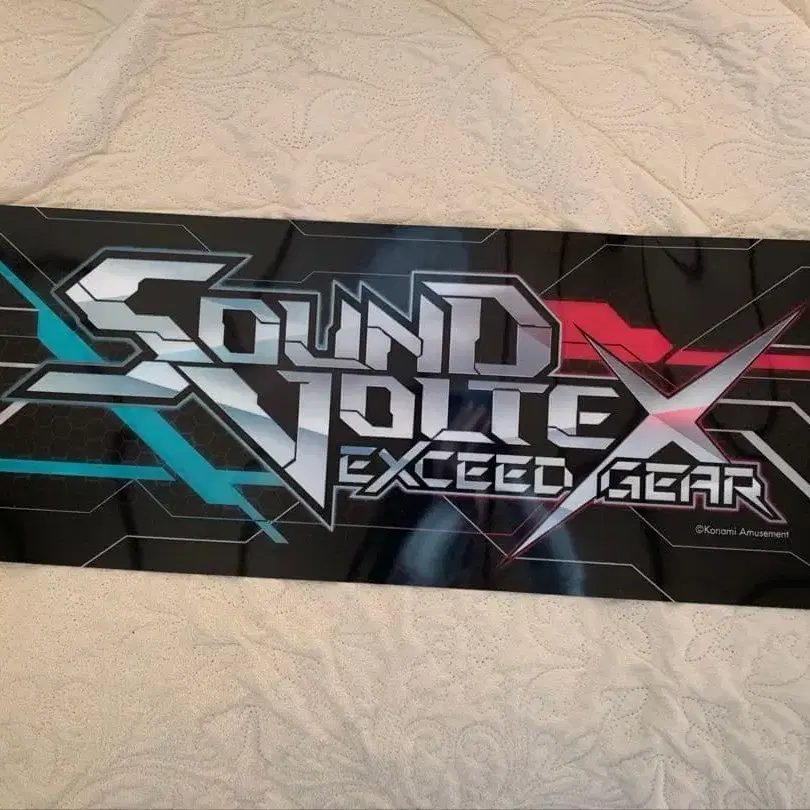 SOUND
VOLTEX
EXCEED GEAR
©Konami Amusement